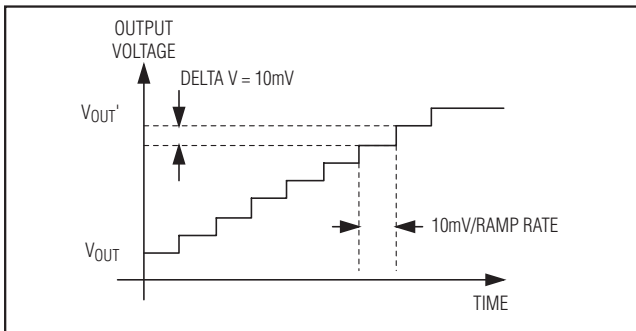 OUTPUT
VOLTAGE
DELTA V = 10mV
VOUT'
10mV/RAMP RATE
VOUT
TIME